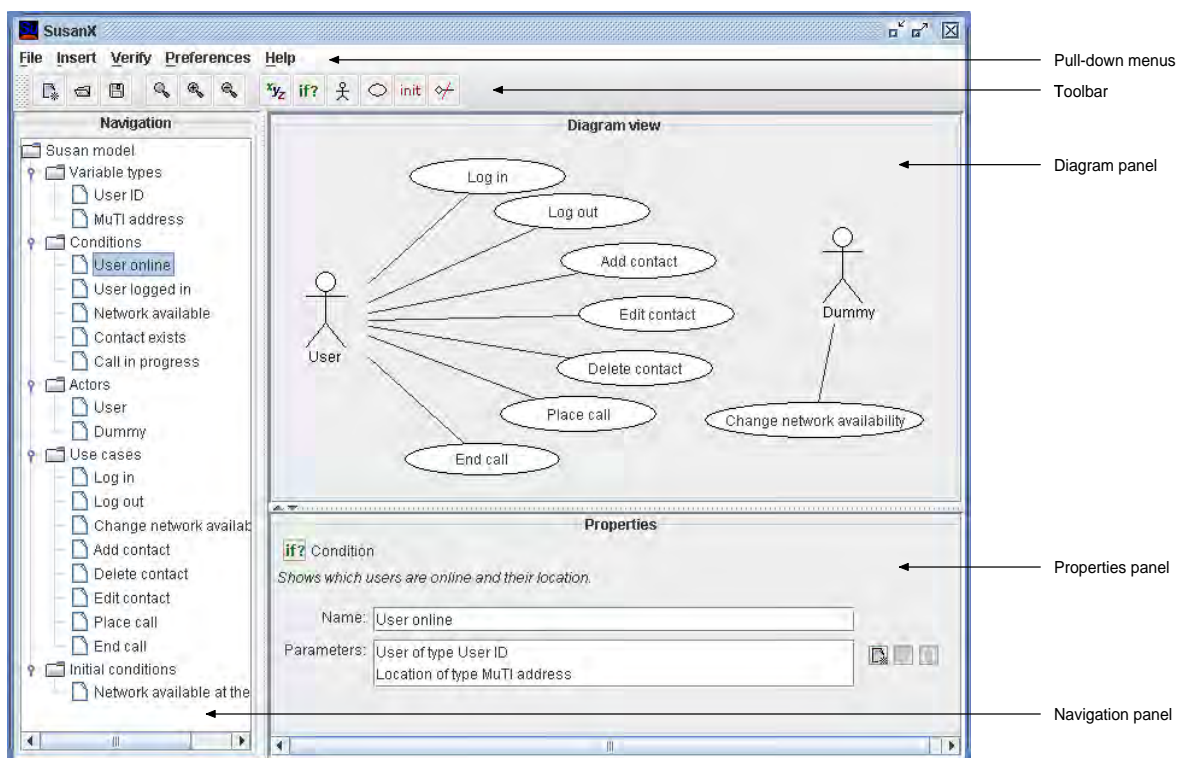 SusanX
File Insert Verify Preferences Help
Pull-down menus
xyz if? init
Toolbar
Navigation
Susan model
Variable types
User ID
MuTI address
Conditions
User online
User logged in
Network available
Contact exists
Call in progress
Actors
User
Dummy
Use cases
Log in
Log out
Change network availab
Add contact
Delete contact
Edit contact
Place call
End call
Initial conditions
Network available at the
Diagram view
Diagram panel
Log in
Log out
Add contact
Edit contact
Delete contact
Place call
End call
User
Dummy
Change network availability
Properties
if? Condition
Shows which users are online and their location.
Properties panel
Name: User online
Parameters: User of type User ID
Location of type MuTI address
Navigation panel